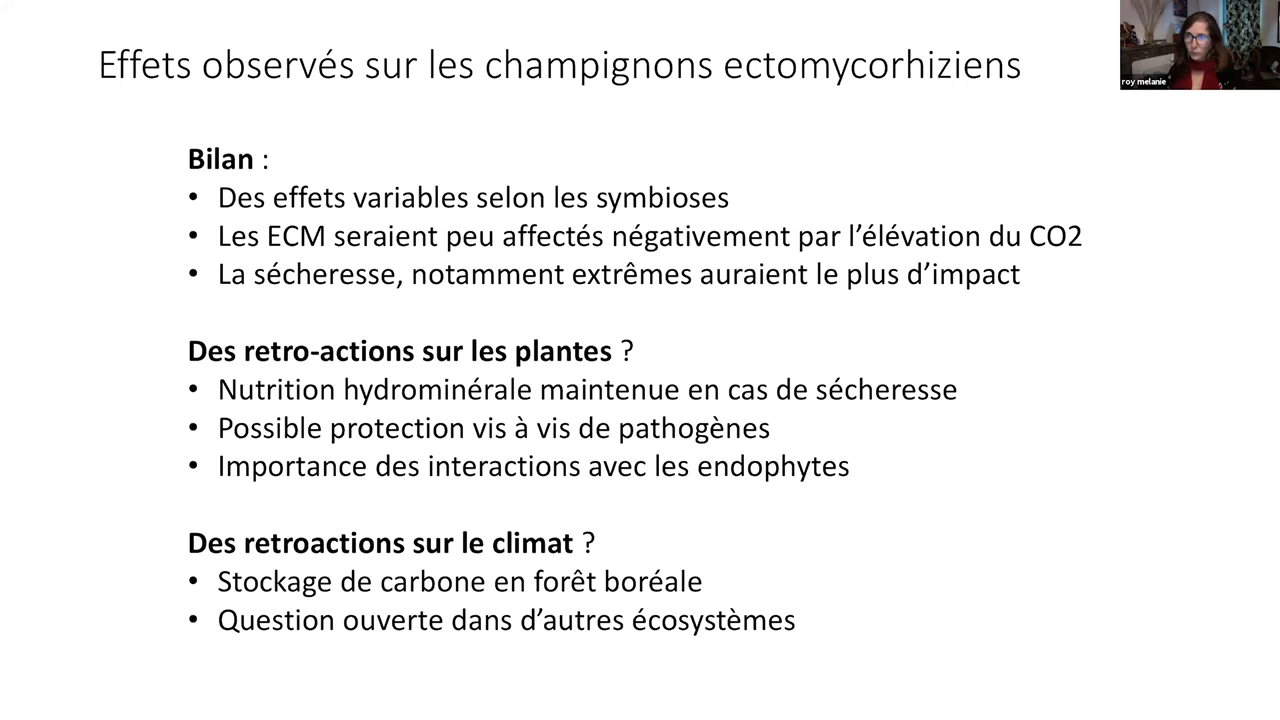 Effets observés sur les champignons ectomycorhiziens
roy melanie
Bilan :
• Des effets variables selon les symbioses
• Les ECM seraient peu affectés négativement par l’élévation du CO2
• La sécheresse, notamment extrêmes auraient le plus d’impact
Des retro-actions sur les plantes ?
• Nutrition hydrominérale maintenue en cas de sécheresse
• Possible protection vis à vis de pathogènes
• Importance des interactions avec les endophytes
Des retroactions sur le climat ?
• Stockage de carbone en forêt boréale
• Question ouverte dans d’autres écosystèmes